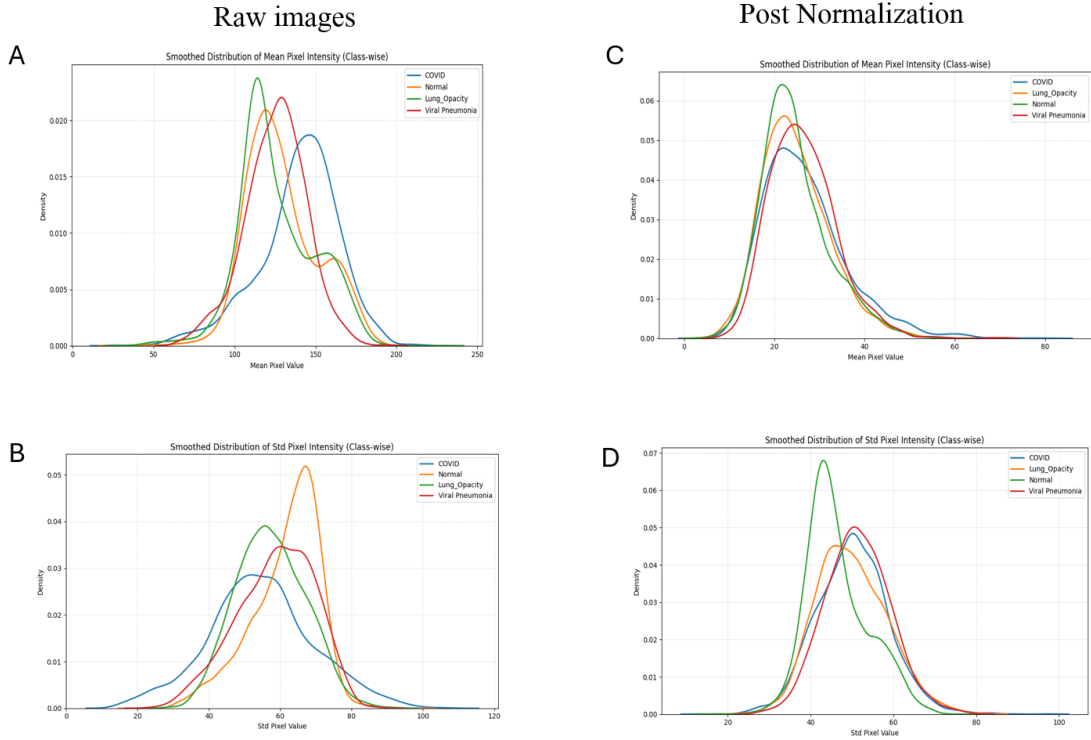 Raw images
Post Normalization
A
Smoothed Distribution of Mean Pixel Intensity (Class-wise)
COVID
Normal
Lung_Opacity
Viral Pneumonia
0.020
0.015
0.010
0.005
0.000
Density
0
50
100
150
200
250
Mean Pixel Value
C
Smoothed Distribution of Mean Pixel Intensity (Class-wise)
COVID
Lung_Opacity
Normal
Viral Pneumonia
0.06
0.05
0.04
0.03
0.02
0.01
0.00
Density
0
20
40
60
80
Mean Pixel Value
B
Smoothed Distribution of Std Pixel Intensity (Class-wise)
COVID
Normal
Lung_Opacity
Viral Pneumonia
0.05
0.04
0.03
0.02
0.01
0.00
Density
0
20
40
60
80
100
120
Std Pixel Value
D
Smoothed Distribution of Std Pixel Intensity (Class-wise)
COVID
Lung_Opacity
Normal
Viral Pneumonia
0.07
0.06
0.05
0.04
0.03
0.02
0.01
0.00
Density
20
40
60
80
100
Std Pixel Value